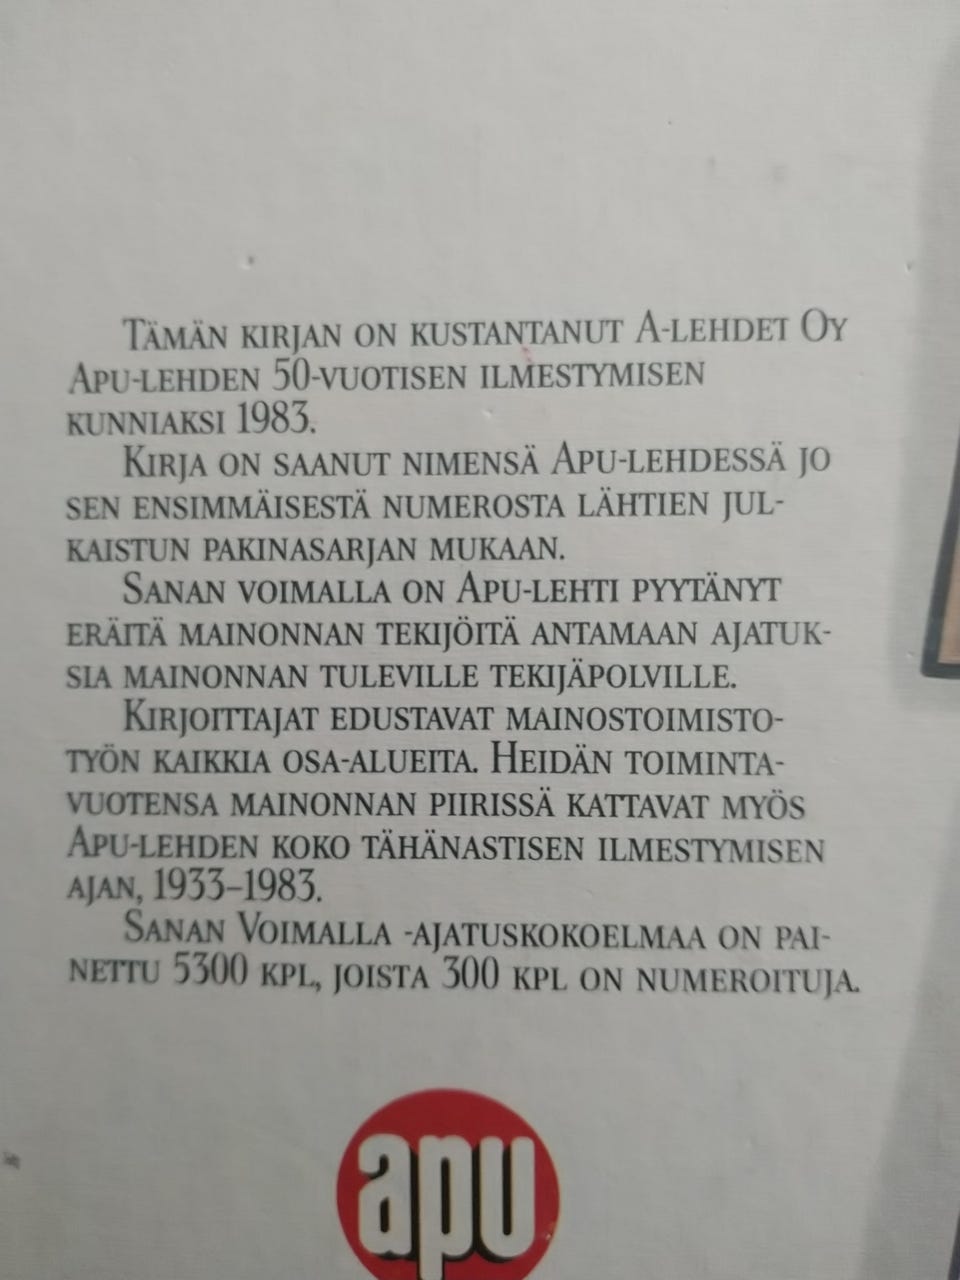 Tämän kirjan on kustantanut A-lehdet Oy
Apu-lehden 50-vuotisen ilmestymisen
kunniaksi 1983.
Kirja on saanut nimensä Apu-lehdessä jo
sen ensimmäisestä numerosta lähtien jul-
kaistun pakinasarjan mukaan.
Sanan voimalla on Apu-lehti pyytänyt
eräitä mainonnan tekijöitä antamaan ajatuk-
sia mainonnan tuleville tekijäpolville.
Kirjoittajat edustavat mainostoimisto-
työn kaikkia osa-alueita. Heidän toiminta-
vuotensa mainonnan piirissä kattavat myös
Apu-lehden koko tähänastisen ilmestymisen
ajan, 1933–1983.
Sanan Voimalla -ajatuskokoelmaa on pai-
nettu 5300 kpl, joista 300 kpl on numeroituja.
apu